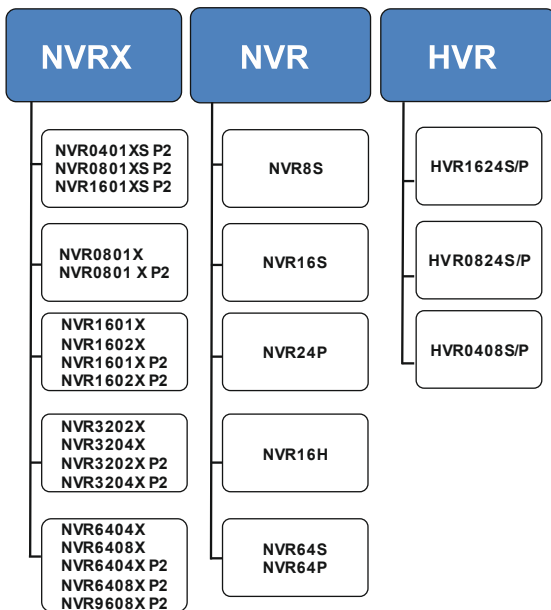 NVRX
NVR0401XS P2
NVR0801XS P2
NVR1601XS P2
NVR0801X
NVR0801 X P2
NVR1601X
NVR1602X
NVR1601X P2
NVR1602X P2
NVR3202X
NVR3204X
NVR3202X P2
NVR3204X P2
NVR6404X
NVR6408X
NVR6404X P2
NVR6408X P2
NVR9608X P2
NVR
NVR8S
NVR16S
NVR24P
NVR16H
NVR64S
NVR64P
HVR
HVR1624S/P
HVR0824S/P
HVR0408S/P